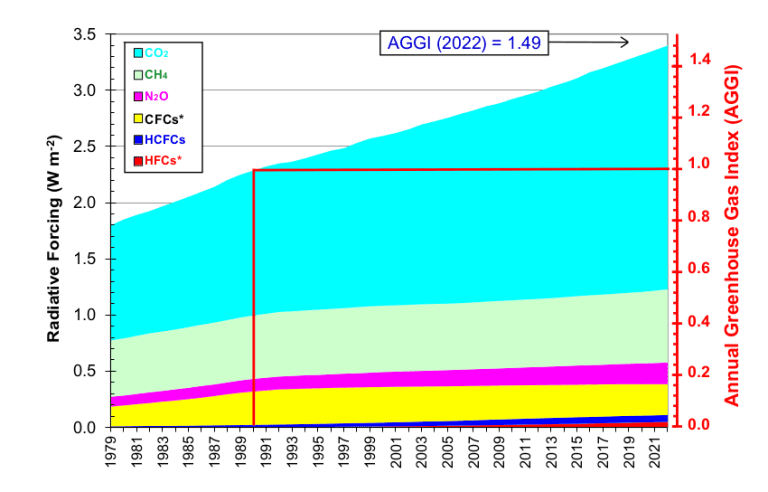 AGGI (2022) = 1.49
3.5
3.0
2.5
2.0
1.5
1.0
0.5
0.0
Radiative Forcing (W m-2)
CO2
CH4
N2O
CFCs*
HCFCs
HFCs*
1.4
1.2
1.0
0.8
0.6
0.4
0.2
0.0
Annual Greenhouse Gas Index (AGGI)
1979 1981 1983 1985 1987 1989 1991 1993 1995 1997 1999 2001 2003 2005 2007 2009 2011 2013 2015 2017 2019 2021